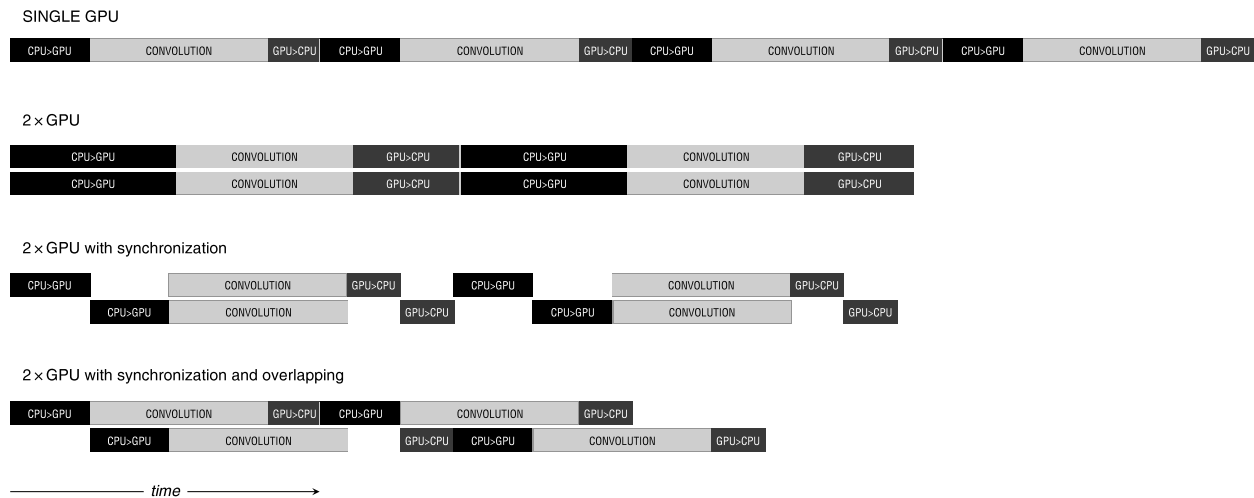 SINGLE GPU
CPU>GPU CONVOLUTION GPU>CPU CPU>GPU CONVOLUTION GPU>CPU CPU>GPU CONVOLUTION GPU>CPU CPU>GPU CONVOLUTION GPU>CPU
2×GPU
CPU>GPU CONVOLUTION GPU>CPU CPU>GPU CONVOLUTION GPU>CPU
CPU>GPU CONVOLUTION GPU>CPU CPU>GPU CONVOLUTION GPU>CPU
2×GPU with synchronization
CPU>GPU CONVOLUTION GPU>CPU CPU>GPU CONVOLUTION GPU>CPU
CPU>GPU CONVOLUTION GPU>CPU CPU>GPU CONVOLUTION GPU>CPU
2×GPU with synchronization and overlapping
CPU>GPU CONVOLUTION GPU>CPU CPU>GPU CONVOLUTION GPU>CPU
CPU>GPU CONVOLUTION GPU>CPU CPU>GPU CONVOLUTION GPU>CPU
time